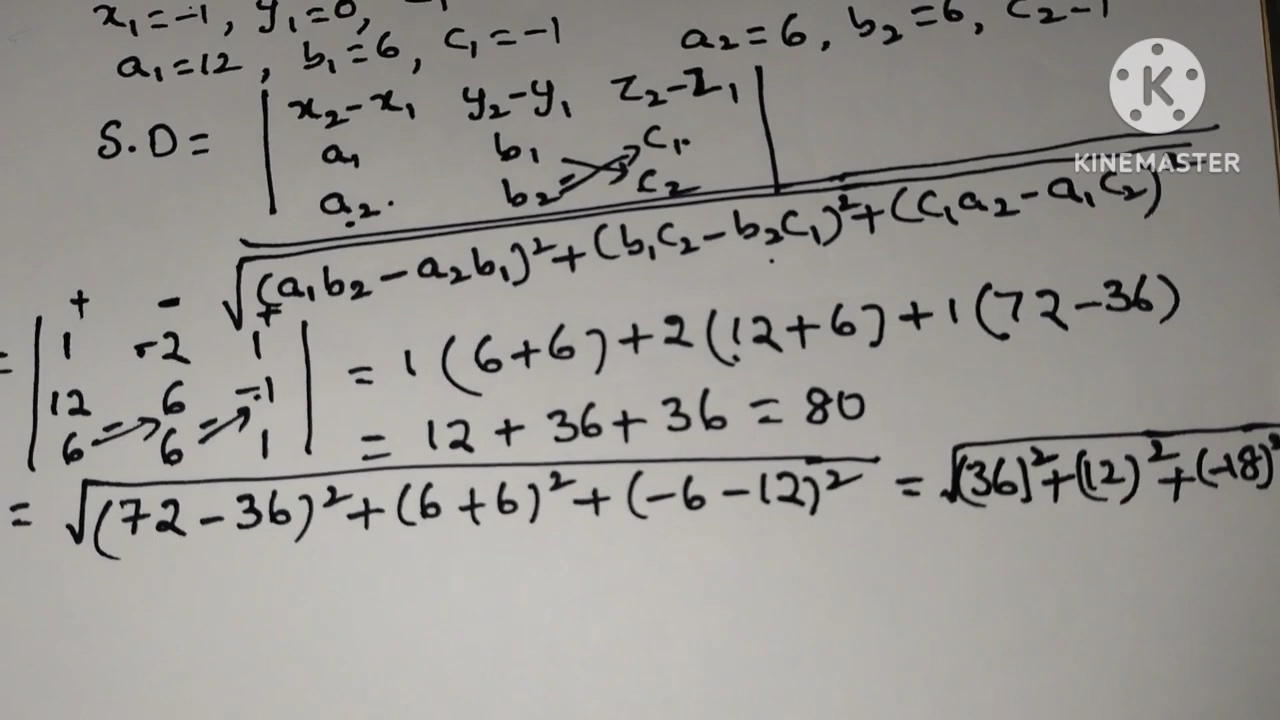 x₁=-1, y₁=0,
a₁=12, b₁=6, c₁=-1 a₂=6, b₂=6, c₂-1
K
KINEMASTER
S.D= | x₂-x₁ y₂-y₁ z₂-z₁ |
a₁ b₁ c₁
a₂ b₂ c₂
√(a₁b₂-a₂b₁)²+(b₁c₂-b₂c₁)²+(c₁a₂-a₁c₂)²
+ - +
= | 1 -2 1 | = 1(6+6)+2(12+6)+1(72-36)
12 6 -1
6 6 1 = 12+36+36=80
= √(72-36)²+(6+6)²+(-6-12)² = √(36)²+(12)²+(-18)²